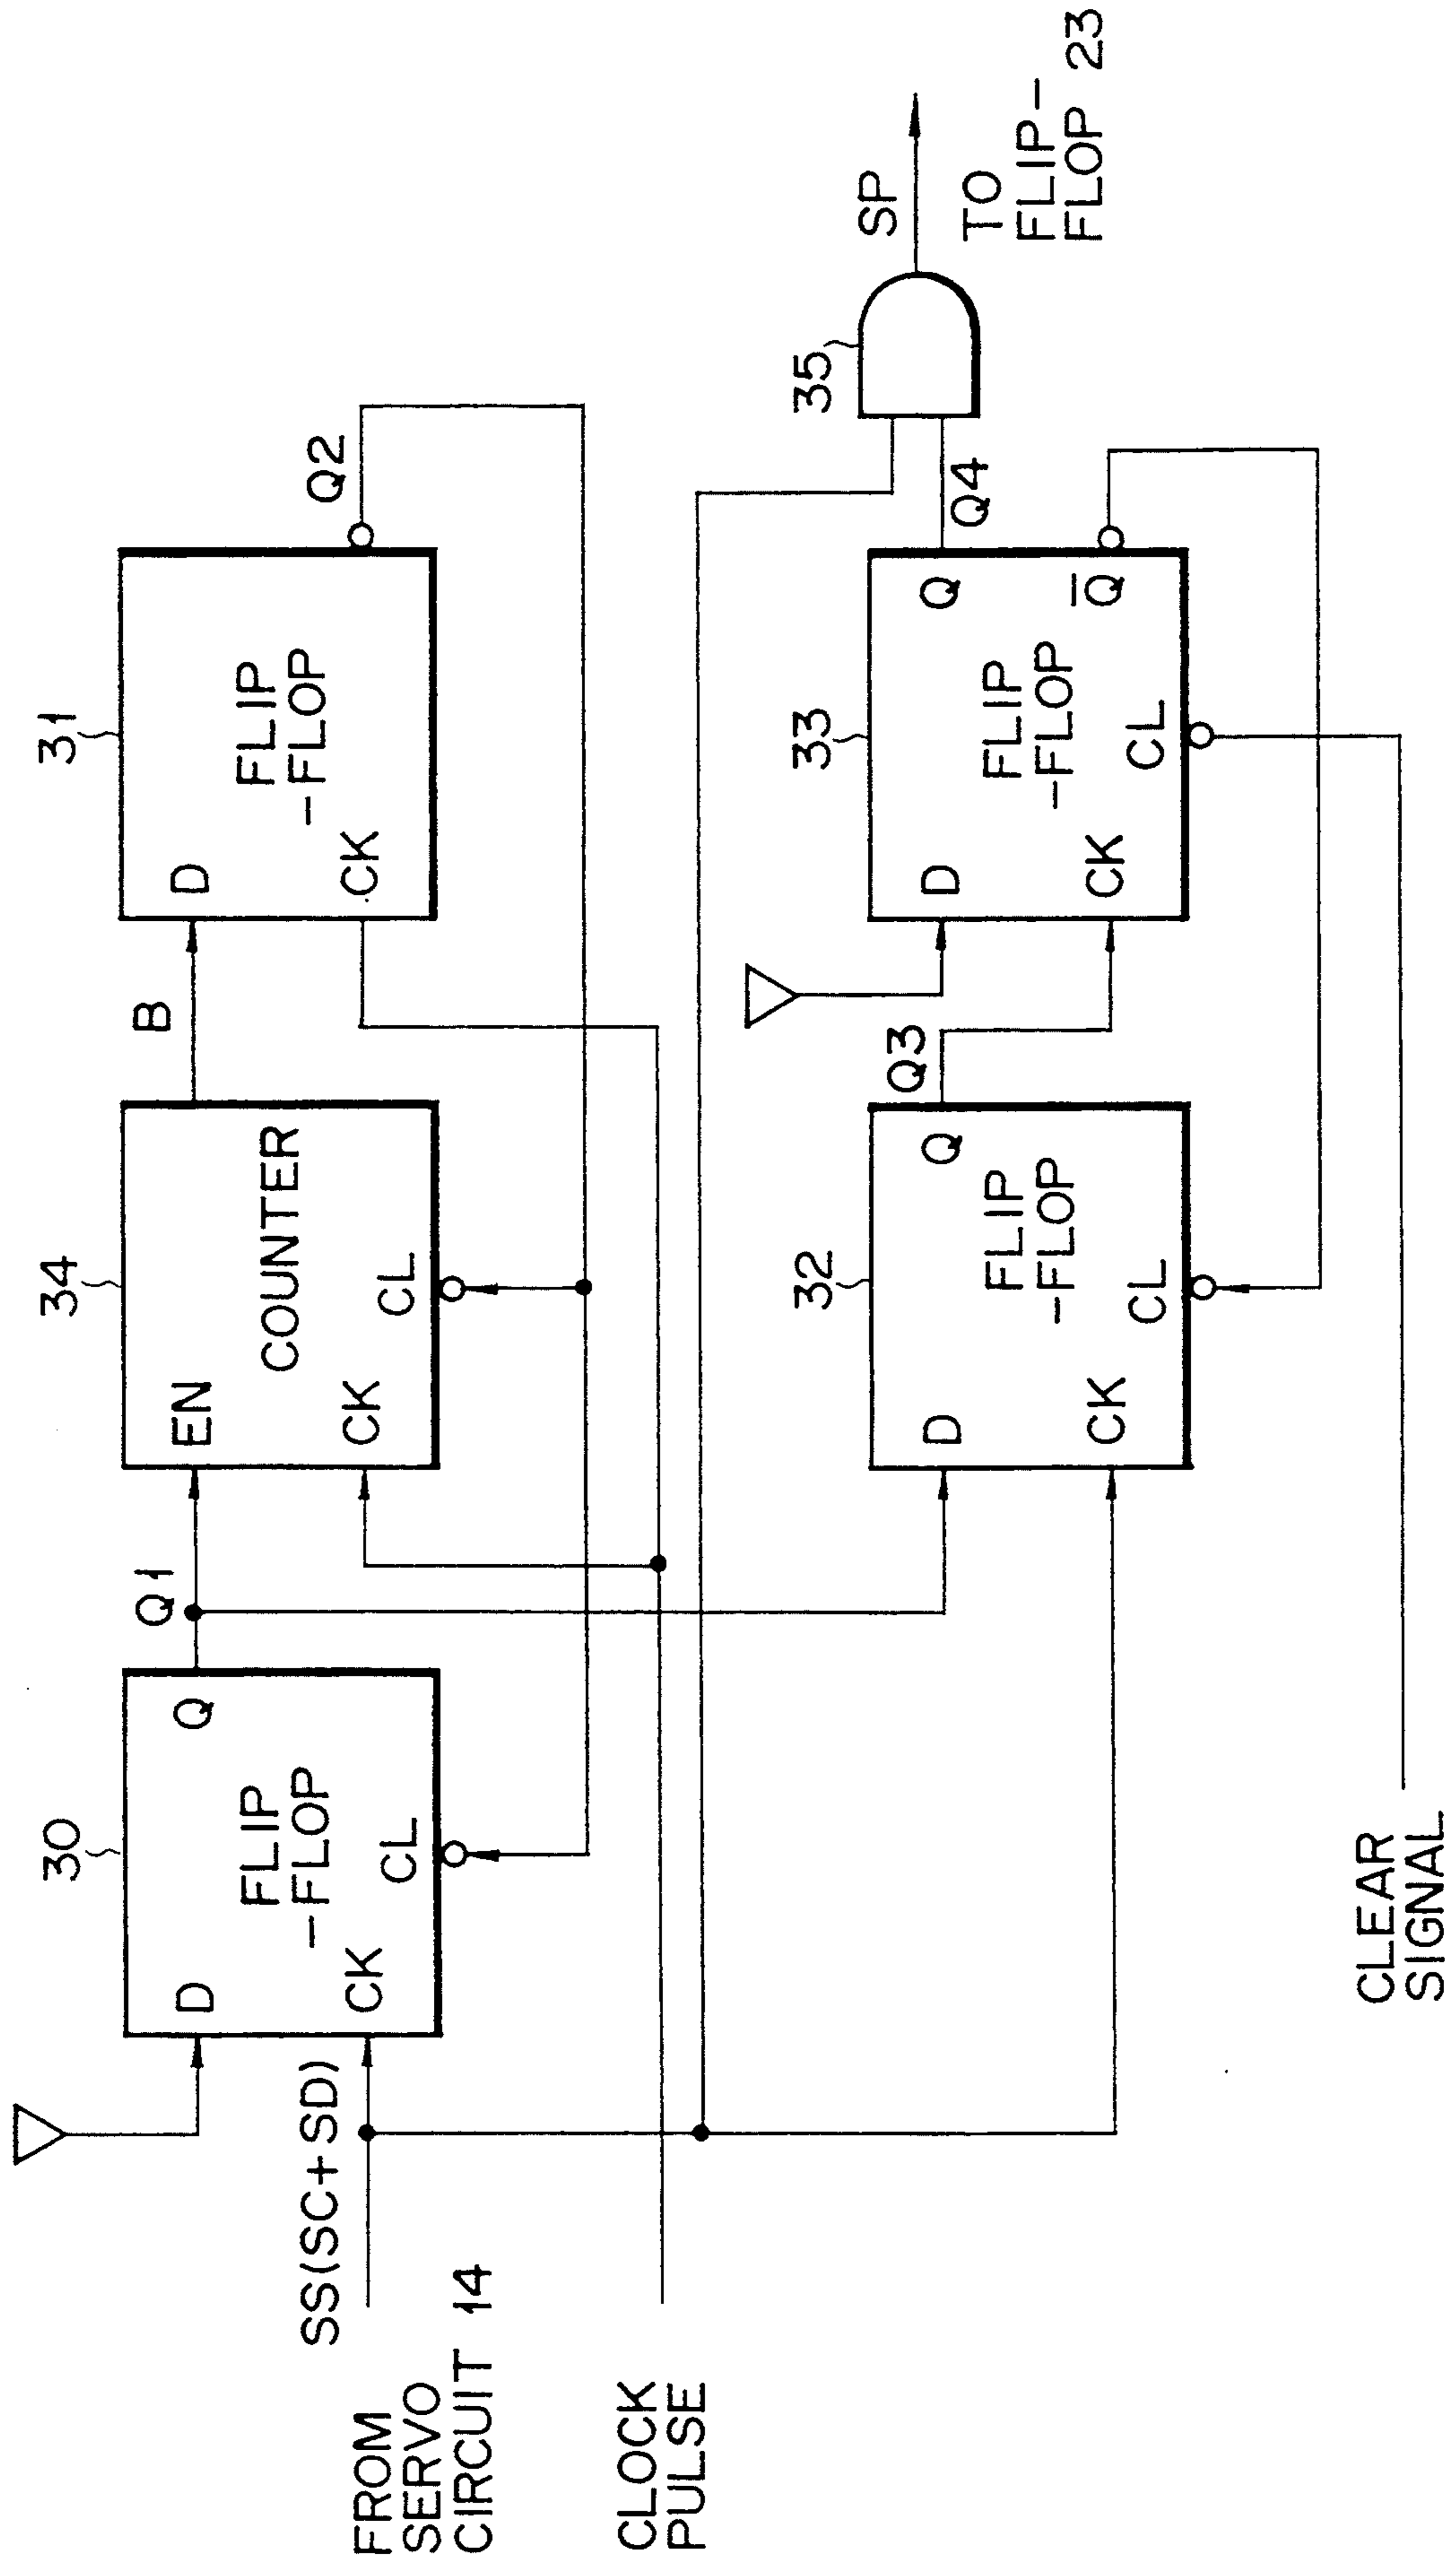 30
D
Q
FLIP
-FLOP
CK
CL
Q1
34
EN
COUNTER
CK
CL
B
31
D
FLIP
-FLOP
CK
Q2
SS(SC+SD)
FROM
SERVO
CIRCUIT 14
CLOCK
PULSE
32
D
Q
FLIP
-FLOP
CK
CL
Q3
33
D
Q
FLIP
-FLOP
CK
Q̅
CL
Q4
35
SP
TO
FLIP-
FLOP 23
CLEAR
SIGNAL